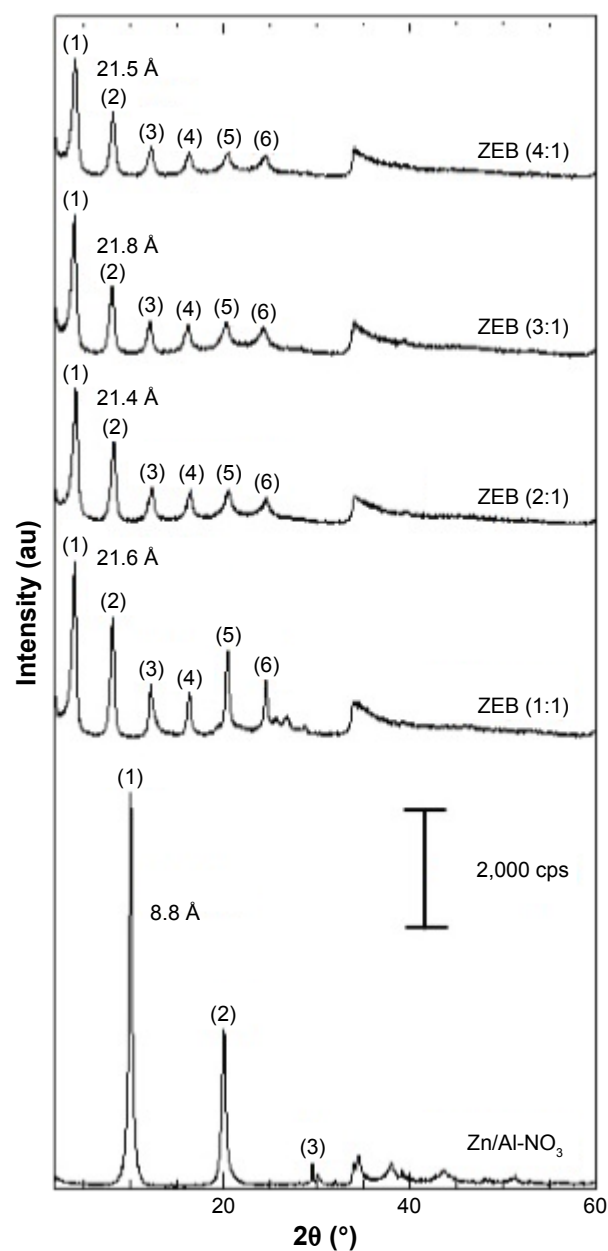 (1)
21.5 Å
(2)
(3) (4) (5) (6)
ZEB (4:1)
(1)
21.8 Å
(2)
(3) (4) (5) (6)
ZEB (3:1)
(1)
21.4 Å
(2)
(3) (4) (5) (6)
ZEB (2:1)
(1)
21.6 Å
(2)
(3) (4) (5) (6)
ZEB (1:1)
(1)
8.8 Å
2,000 cps
(2)
(3)
Zn/Al-NO₃
Intensity (au)
20 40 60
2θ (°)